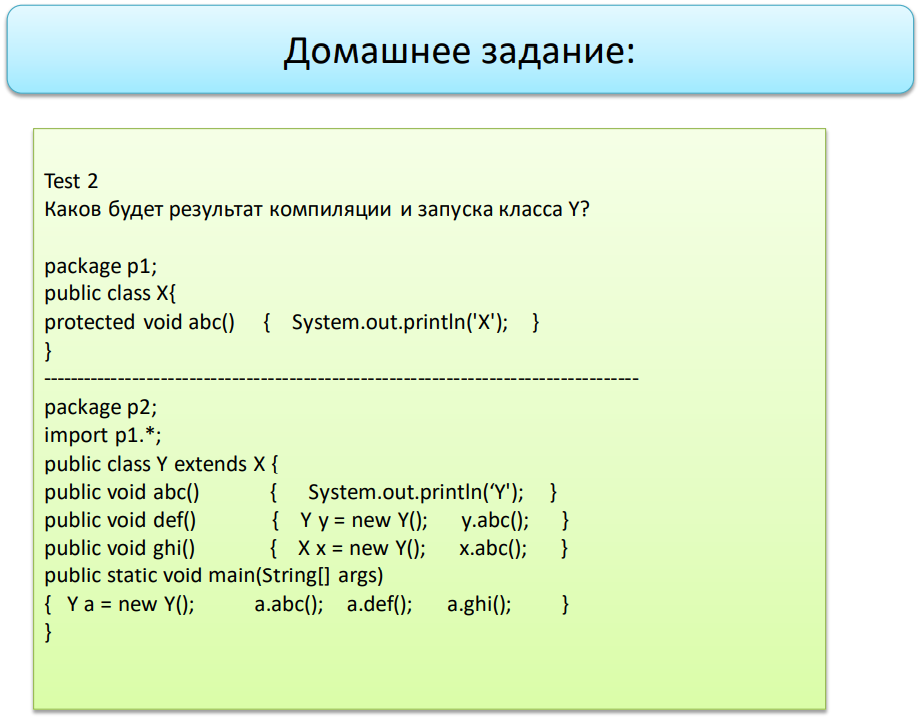 Домашнее задание:
Test 2
Каков будет результат компиляции и запуска класса Y?
package p1;
public class X{
protected void abc() { System.out.println('X'); }
}
-----------------------------------------------------------------------------------
package p2;
import p1.*;
public class Y extends X {
public void abc() { System.out.println(‘Y'); }
public void def() { Y y = new Y(); y.abc(); }
public void ghi() { X x = new Y(); x.abc(); }
public static void main(String[] args)
{ Y a = new Y(); a.abc(); a.def(); a.ghi(); }
}